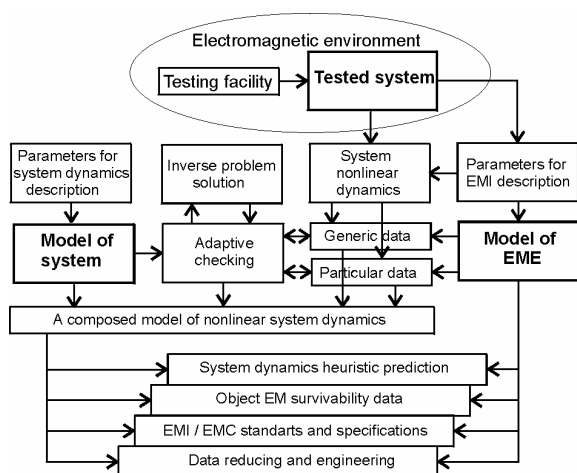 Electromagnetic environment
Testing facility
Tested system
Parameters for
system dynamics
description
Inverse problem
solution
System
nonlinear
dynamics
Parameters for
EMI description
Model of
system
Adaptive
checking
Generic data
Particular data
Model of
EME
A composed model of nonlinear system dynamics
System dynamics heuristic prediction
Object EM survivability data
EMI / EMC standarts and specifications
Data reducing and engineering